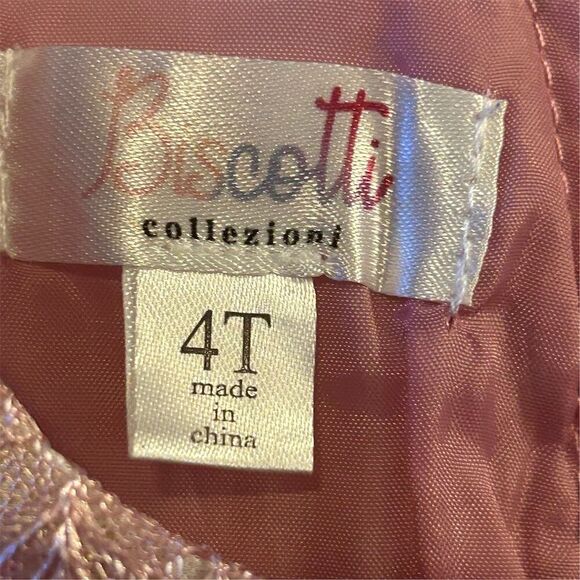 Biscotti
collezioni
4T
made
in
china